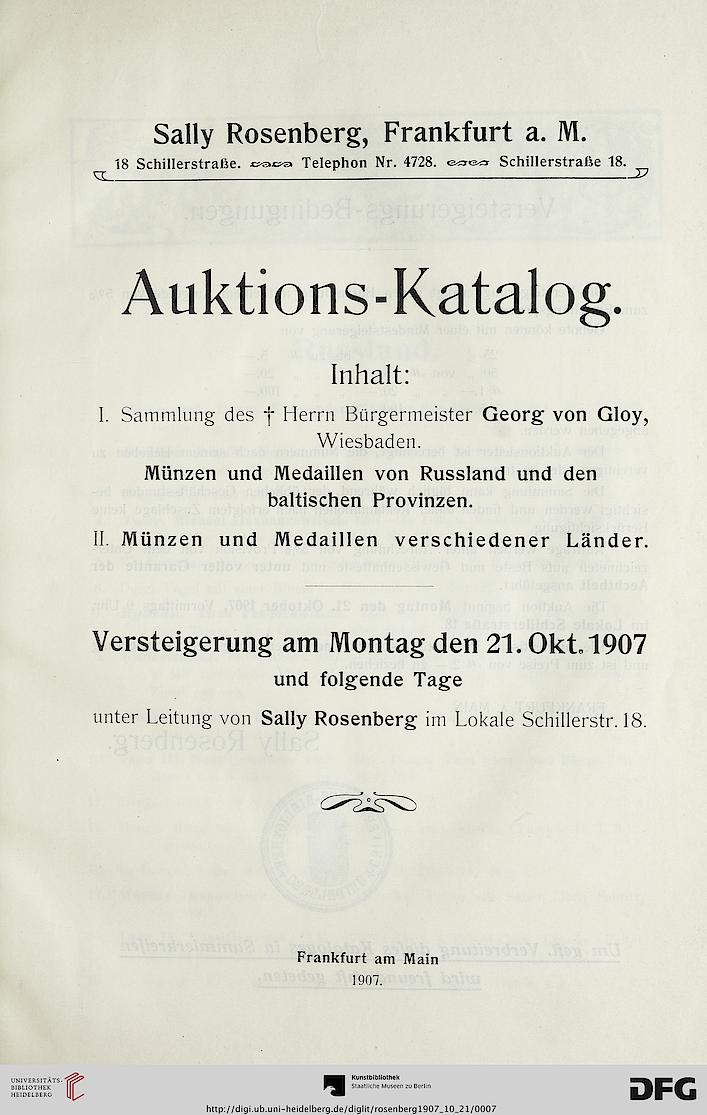 Sally Rosenberg, Frankfurt a. M.
18 Schillerstraße. Telephon Nr. 4728. Schillerstraße 18.
Auktions-Katalog.
Inhalt:
I. Sammlung des † Herrn Bürgermeister Georg von Gloy,
Wiesbaden.
Münzen und Medaillen von Russland und den
baltischen Provinzen.
II. Münzen und Medaillen verschiedener Länder.
Versteigerung am Montag den 21. Okt. 1907
und folgende Tage
unter Leitung von Sally Rosenberg im Lokale Schillerstr. 18.
Frankfurt am Main
1907.
UNIVERSITÄTS-
BIBLIOTHEK
HEIDELBERG
Kunstbibliothek
Staatliche Museen zu Berlin
DFG
http://digi.ub.uni-heidelberg.de/diglit/rosenberg1907_10_21/0007